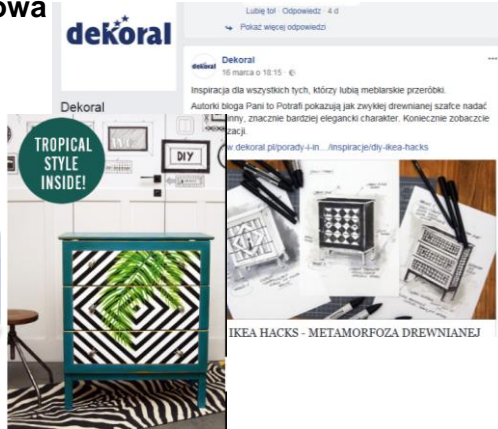 owa
dekoral
Dekoral
Lubię to! · Odpowiedz · 4 d
Pokaż więcej odpowiedzi
dekoral
Dekoral
16 marca o 18:15 ·
Inspiracja dla wszystkich tych, którzy lubią meblarskie przeróbki.
Autorki bloga Pani to Potrafi pokazują jak zwykłej drewnianej szafce nadać
inny, znacznie bardziej elegancki charakter. Koniecznie zobaczcie
zacji.
w.dekoral.pl/porady-i-in.../inspiracje/diy-ikea-hacks
TROPICAL
STYLE
INSIDE!
WC
DIY
IKEA HACKS - METAMORFOZA DREWNIANEJ